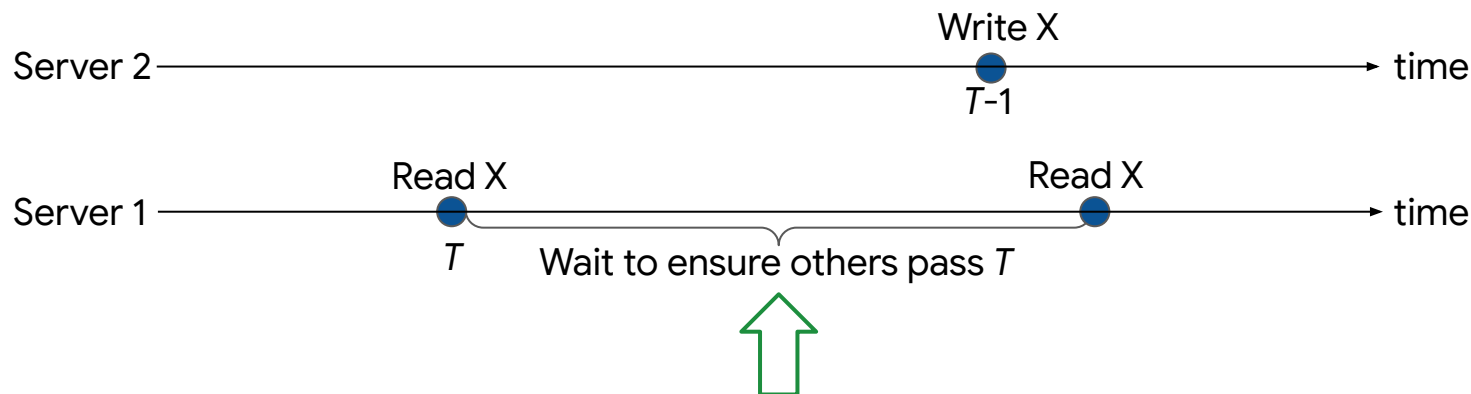 Write X
Server 2 time
T-1
Read X Read X
Server 1 time
T Wait to ensure others pass T